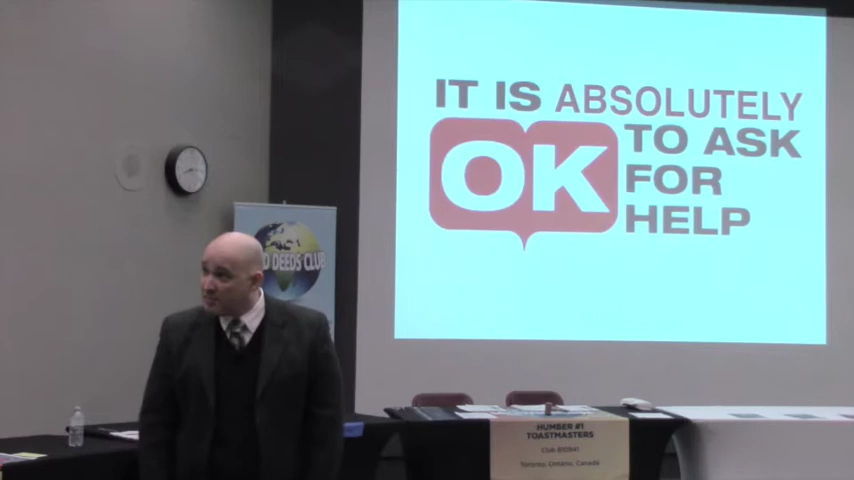 IT IS ABSOLUTELY
OK TO ASK
FOR
HELP
DEEDS CLUB
HUMBER #1
TOASTMASTERS
Toronto, Ontario, Canada